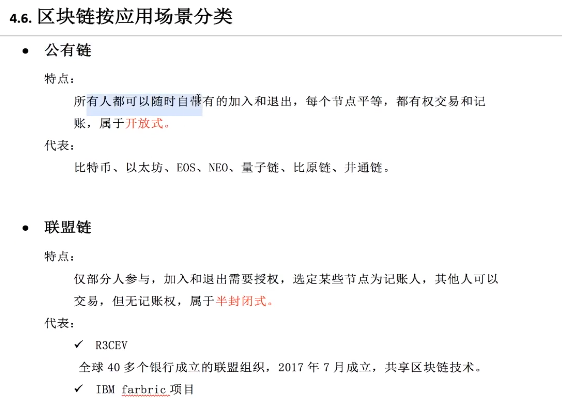 4.6. 区块链按应用场景分类
● 公有链
特点：
所有人都可以随时自带有的加入和退出，每个节点平等，都有权交易和记
账，属于开放式。
代表：
比特币、以太坊、EOS、NEO、量子链、比原链、井通链。
● 联盟链
特点：
仅部分人参与，加入和退出需要授权，选定某些节点为记账人，其他人可以
交易，但无记账权，属于半封闭式。
代表：
✓ R3CEV
全球 40 多个银行成立的联盟组织，2017 年 7 月成立，共享区块链技术。
✓ IBM farbric 项目